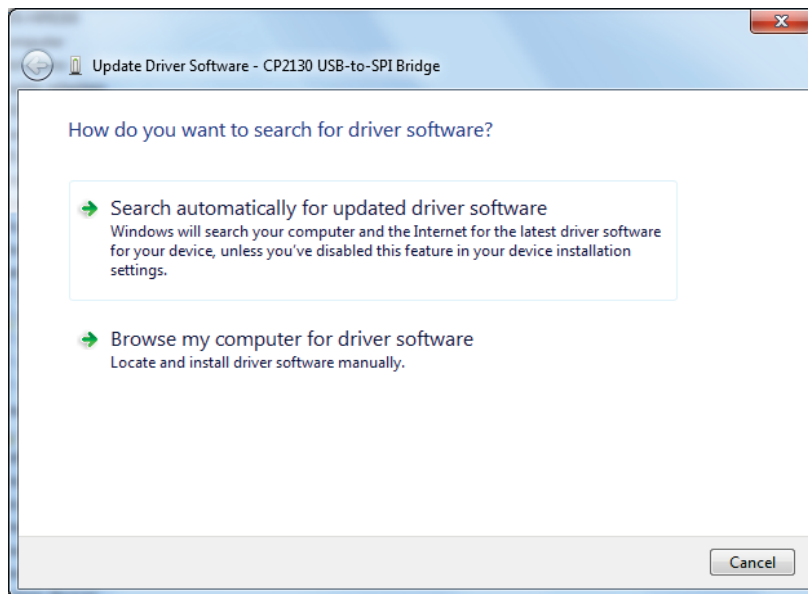 Update Driver Software - CP2130 USB-to-SPI Bridge
How do you want to search for driver software?
Search automatically for updated driver software
Windows will search your computer and the Internet for the latest driver software
for your device, unless you've disabled this feature in your device installation
settings.
Browse my computer for driver software
Locate and install driver software manually.
Cancel